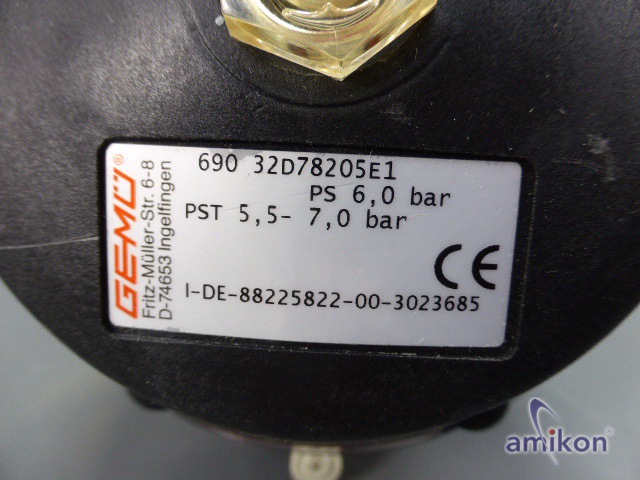 GEMÜ®
Fritz-Müller-Str. 6-8
D-74653 Ingelfingen
690 32D78205E1
PS 6,0 bar
PST 5,5- 7,0 bar
CE
I-DE-88225822-00-3023685
amikon